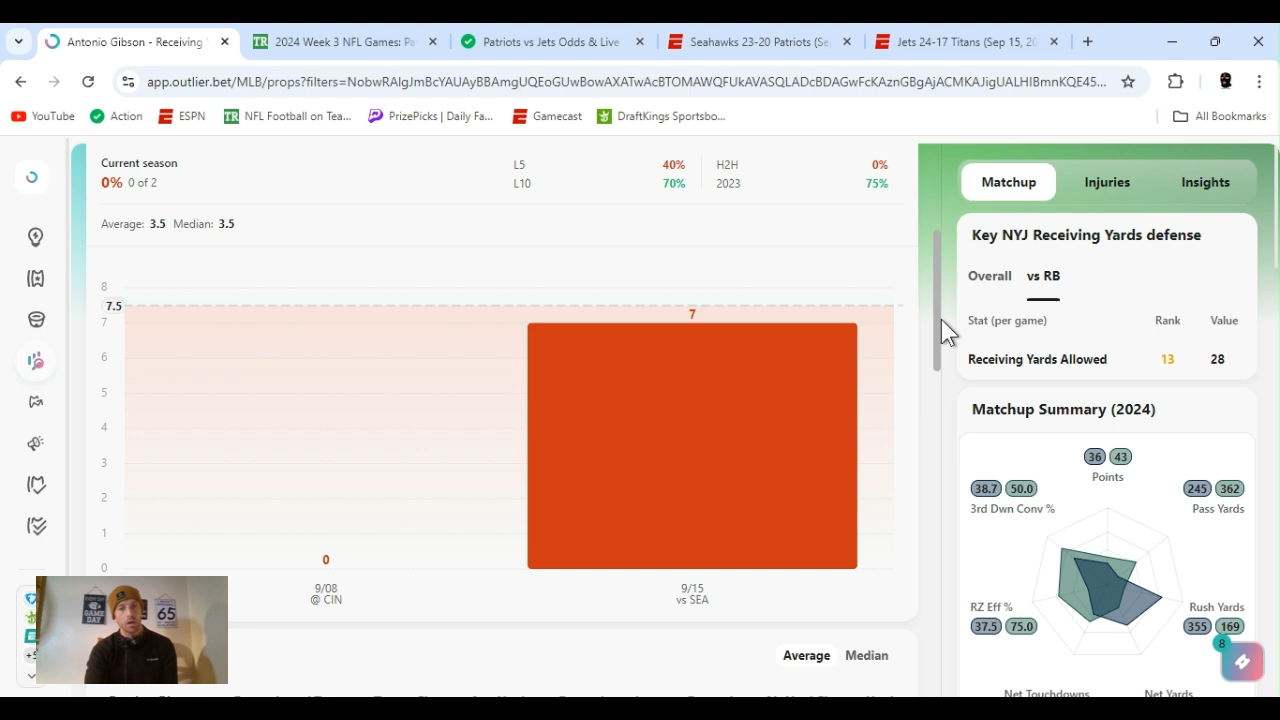 Antonio Gibson - Receiving
2024 Week 3 NFL Games: Pa
Patriots vs Jets Odds & Live
Seahawks 23-20 Patriots (Se
Jets 24-17 Titans (Sep 15, 20
YouTube
Action
ESPN
NFL Football on Tea...
PrizePicks | Daily Fa...
Gamecast
DraftKings Sportsbo...
All Bookmarks
Current season
0% 0 of 2
L5 40%
H2H 0%
L10 70%
2023 75%
Average: 3.5 Median: 3.5
8
7.5
7
6
5
4
3
2
1
0
7
0
9/08
@ CIN
9/15
vs SEA
Average Median
Matchup Injuries Insights
Key NYJ Receiving Yards defense
Overall vs RB
Stat (per game) Rank Value
Receiving Yards Allowed 13 28
Matchup Summary (2024)
36 43
Points
38.7 50.0
3rd Dwn Conv %
245 362
Pass Yards
RZ Eff %
37.5 75.0
Rush Yards
355 169
8
Net Touchdowns
Net Yards
GAME
DAY
65